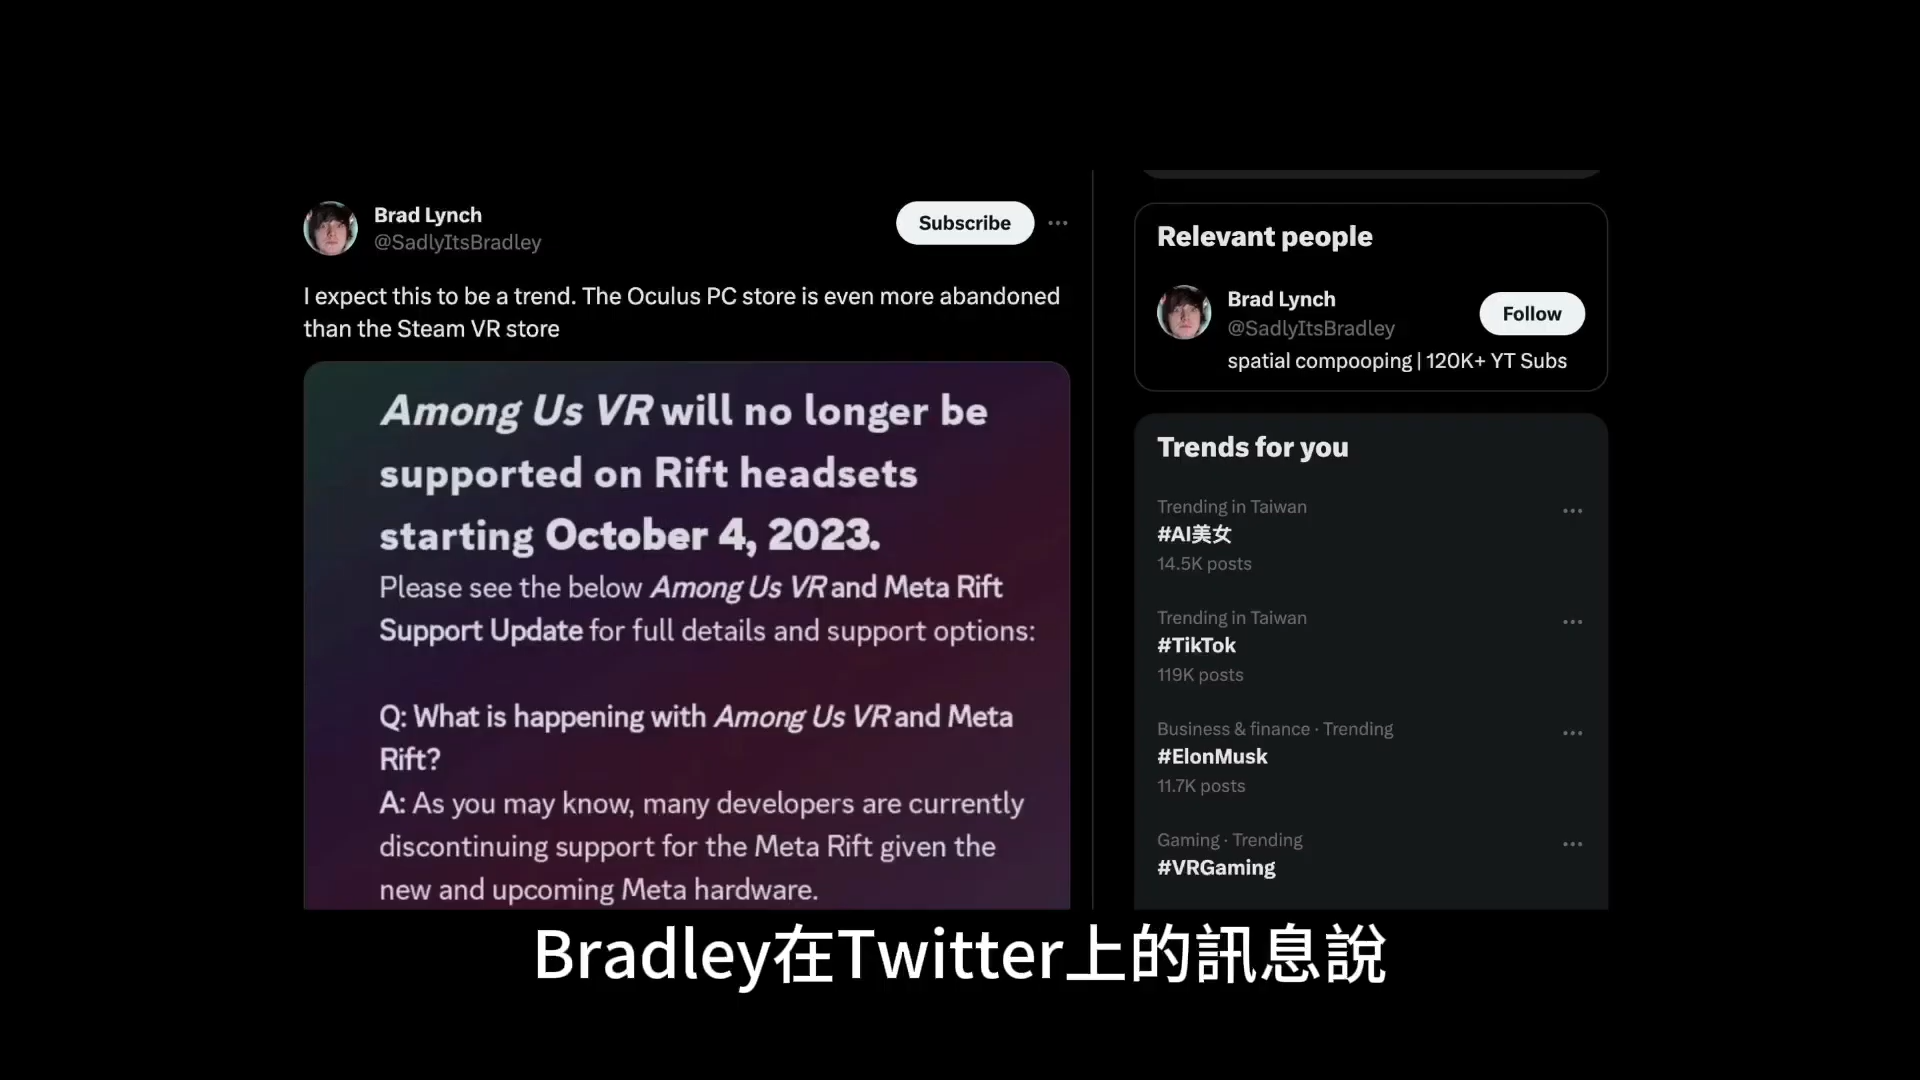 Brad Lynch
@SadlyItsBradley
Subscribe
I expect this to be a trend. The Oculus PC store is even more abandoned
than the Steam VR store
Among Us VR will no longer be
supported on Rift headsets
starting October 4, 2023.
Please see the below Among Us VR and Meta Rift
Support Update for full details and support options:
Q: What is happening with Among Us VR and Meta
Rift?
A: As you may know, many developers are currently
discontinuing support for the Meta Rift given the
new and upcoming Meta hardware.
Relevant people
Brad Lynch
@SadlyItsBradley
Follow
spatial compooping | 120K+ YT Subs
Trends for you
Trending in Taiwan
#AI美女
14.5K posts
Trending in Taiwan
#TikTok
119K posts
Business & finance · Trending
#ElonMusk
11.7K posts
Gaming · Trending
#VRGaming
Bradley在Twitter上的訊息說